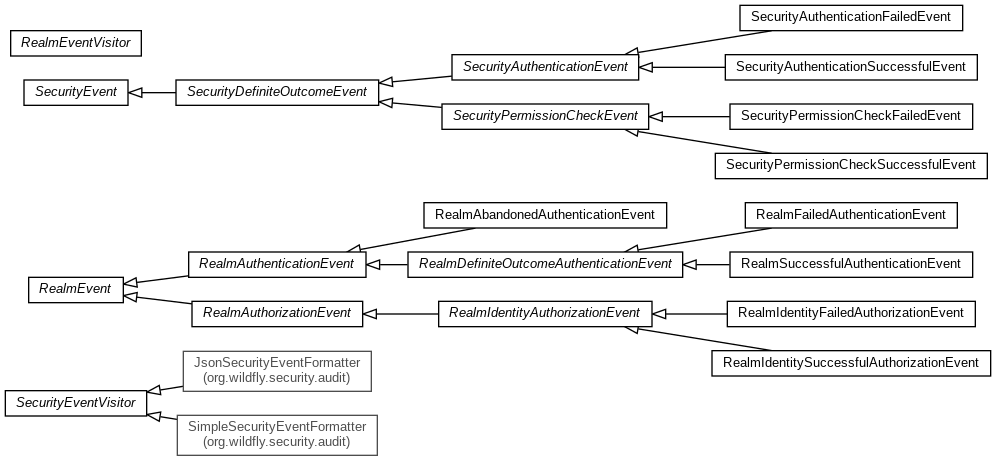 SecurityAuthenticationFailedEvent
RealmEventVisitor
SecurityAuthenticationEvent
SecurityAuthenticationSuccessfulEvent
SecurityEvent
SecurityDefiniteOutcomeEvent
SecurityPermissionCheckEvent
SecurityPermissionCheckFailedEvent
SecurityPermissionCheckSuccessfulEvent
RealmAbandonedAuthenticationEvent
RealmFailedAuthenticationEvent
RealmAuthenticationEvent
RealmDefiniteOutcomeAuthenticationEvent
RealmSuccessfulAuthenticationEvent
RealmEvent
RealmAuthorizationEvent
RealmIdentityAuthorizationEvent
RealmIdentityFailedAuthorizationEvent
RealmIdentitySuccessfulAuthorizationEvent
JsonSecurityEventFormatter
(org.wildfly.security.audit)
SecurityEventVisitor
SimpleSecurityEventFormatter
(org.wildfly.security.audit)